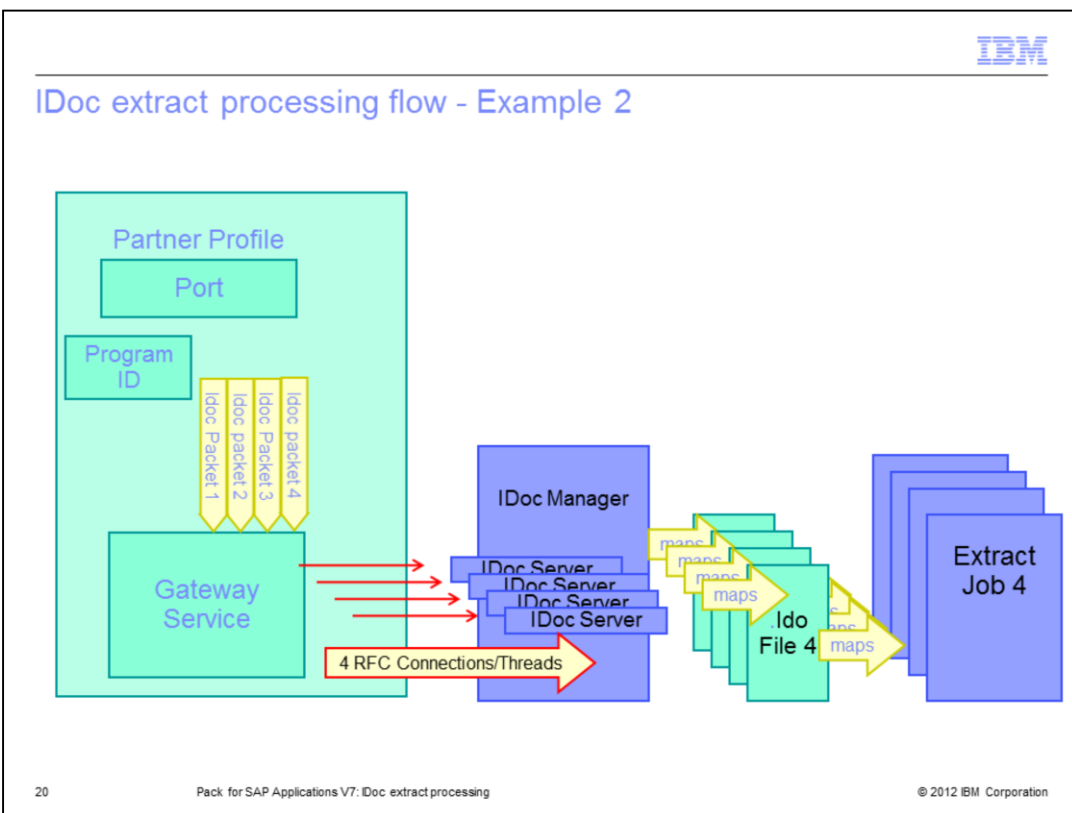 IBM
IDoc extract processing flow - Example 2
Partner Profile
Port
Program
ID
Idoc Packet 1
Idoc packet 2
Idoc Packet 3
Idoc packet 4
Gateway
Service
IDoc Manager
IDoc Server
IDoc Server
IDoc Server
IDoc Server
4 RFC Connections/Threads
maps
maps
maps
maps
.Ido
File 4
maps
Extract
Job 4
20
Pack for SAP Applications V7: IDoc extract processing
© 2012 IBM Corporation